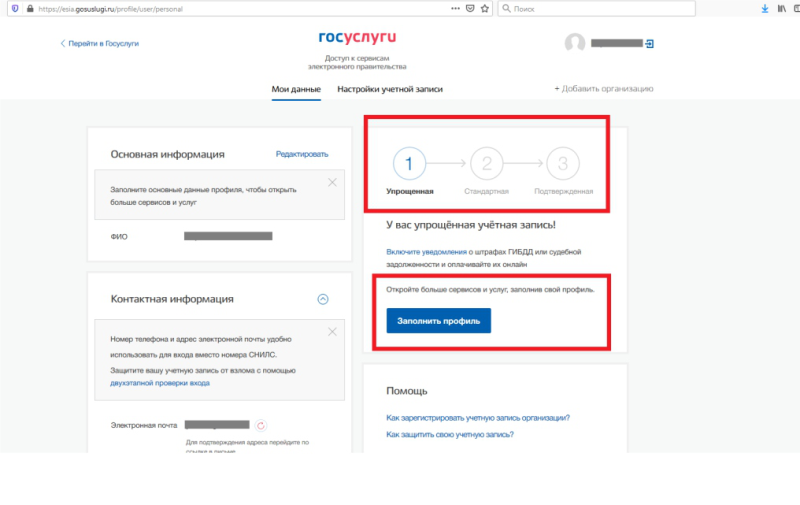 https://esia.gosuslugi.ru/profile/user/personal
Поиск
Перейти в Госуслуги
госуслуги
Доступ к сервисам
электронного правительства
Мои данные
Настройки учетной записи
+ Добавить организацию
Основная информация
Редактировать
Заполните основные данные профиля, чтобы открыть
больше сервисов и услуг
ФИО
Контактная информация
Номер телефона и адрес электронной почты удобно
использовать для входа вместо номера СНИЛС.
Защитите вашу учетную запись от взлома с помощью
двухэтапной проверки входа
Электронная почта
Для подтверждения адреса перейдите по
ссылке в письме
1
2
3
Упрощенная
Стандартная
Подтвержденная
У вас упрощённая учётная запись!
Включите уведомления о штрафах ГИБДД или судебной
задолженности и оплачивайте их онлайн
Откройте больше сервисов и услуг, заполнив свой профиль.
Заполнить профиль
Помощь
Как зарегистрировать учетную запись организации?
Как защитить свою учетную запись?